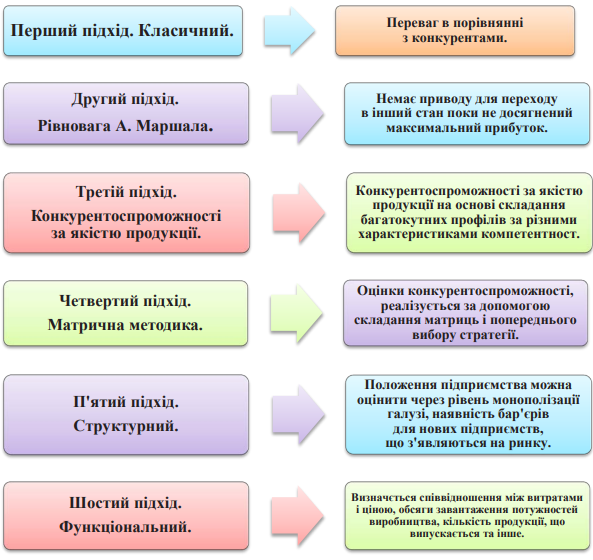 Перший підхід. Класичний.
Переваг в порівнянні
з конкурентами.
Другий підхід.
Рівновага А. Маршала.
Немає приводу для переходу
в інший стан поки не досягнений
максимальний прибуток.
Третій підхід.
Конкурентоспроможності
за якістю продукції.
Конкурентоспроможності за якістю
продукції на основі складання
багатокутних профілів за різними
характеристиками компетентност.
Четвертий підхід.
Матрична методика.
Оцінки конкурентоспроможності,
реалізується за допомогою
складання матриць і попереднього
вибору стратегії.
П'ятий підхід.
Структурний.
Положення підприємства можна
оцінити через рівень монополізації
галузі, наявність бар'єрів
для нових підприємств,
що з'являються на ринку.
Шостий підхід.
Функціональний.
Визначається співвідношення між витратами
і ціною, обсяги завантаження потужностей
виробництва, кількість продукції, що
випускається та інше.